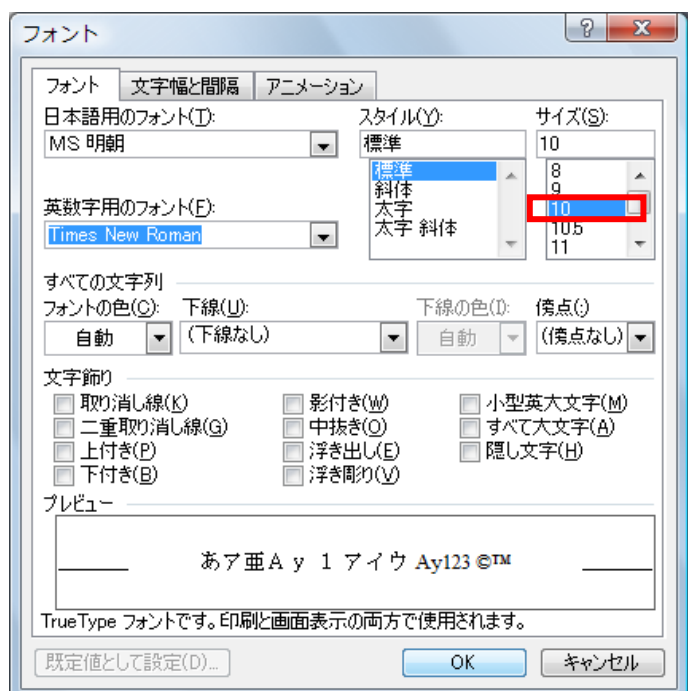 フォント
フォント 文字幅と間隔 アニメーション
日本語用のフォント(T): スタイル(Y): サイズ(S):
MS 明朝 標準 10
標準 8
斜体 9
太字 10
太字 斜体 10.5
11
英数字用のフォント(F):
Times New Roman
すべての文字列
フォントの色(C): 下線(U): 下線の色(I): 傍点(:)
自動 (下線なし) 自動 (傍点なし)
文字飾り
取り消し線(K) 影付き(W) 小型英大文字(M)
二重取り消し線(G) 中抜き(O) すべて大文字(A)
上付き(P) 浮き出し(E) 隠し文字(H)
下付き(B) 浮き彫り(V)
プレビュー
あア亜Ay 1 アイウ Ay123 ©™
TrueType フォントです。印刷と画面表示の両方で使用されます。
既定値として設定(D)... OK キャンセル